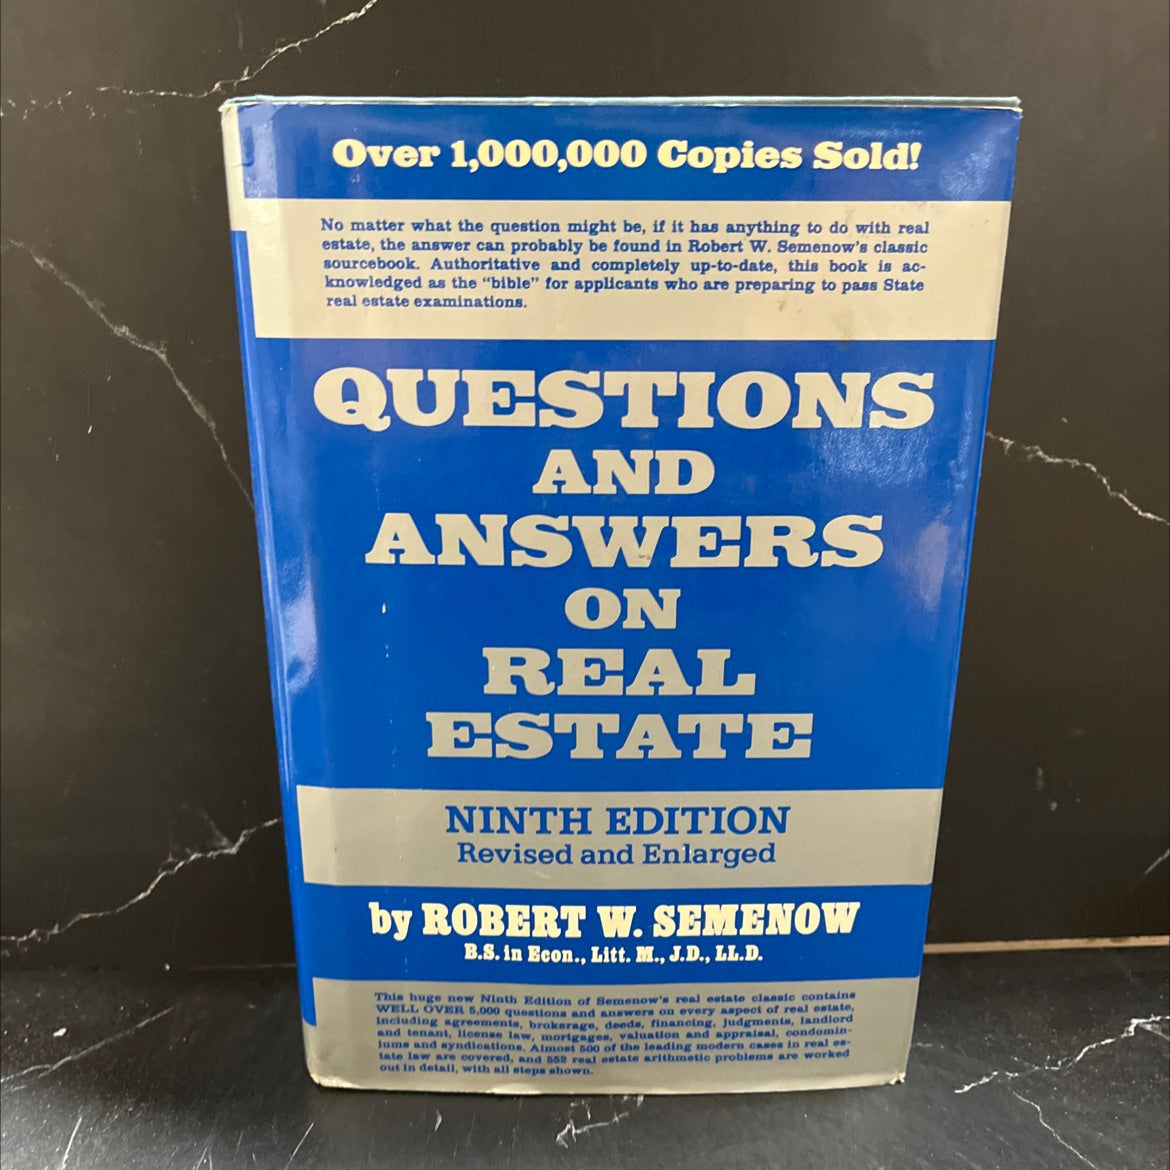 Over 1,000,000 Copies Sold!
No matter what the question might be, if it has anything to do with real
estate, the answer can probably be found in Robert W. Semenow's classic
sourcebook. Authoritative and completely up-to-date, this book is ac-
knowledged as the "bible" for applicants who are preparing to pass State
real estate examinations.
QUESTIONS
AND
ANSWERS
ON
REAL
ESTATE
NINTH EDITION
Revised and Enlarged
by ROBERT W. SEMENOW
B.S. in Econ., Litt. M., J.D., LL.D.
This huge new Ninth Edition of Semenow's real estate classic contains
WELL OVER 5,000 questions and answers on every aspect of real estate,
including agreements, brokerage, deeds, financing, judgments, landlord
and tenant, license law, mortgages, valuation and appraisal, condomin-
iums and syndications. Almost 500 of the leading modern cases in real es-
tate law are covered, and 552 real estate arithmetic problems are worked
out in detail, with all steps shown.